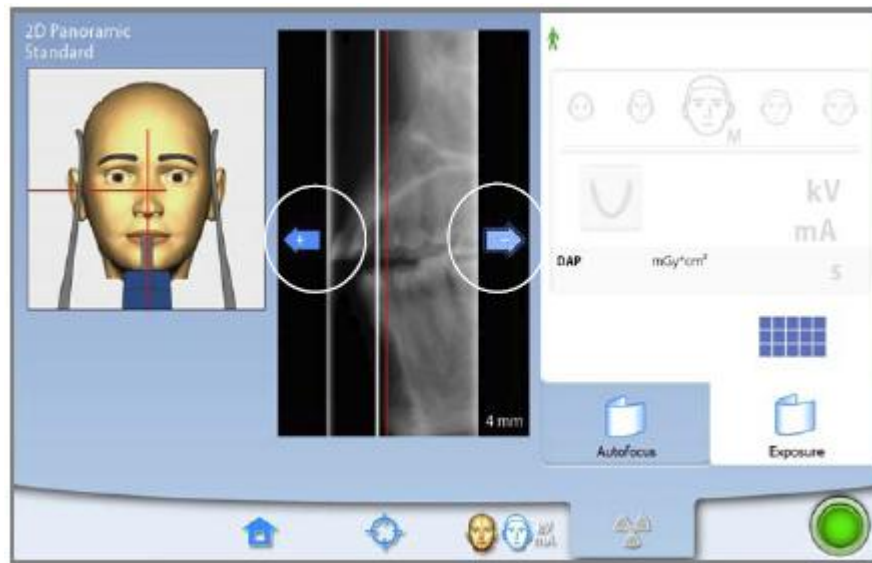 2D Panoramic
Standard
+
-
4 mm
M
kV
mA
DAP mGy*cm²
s
Autofocus
Exposure
kV
mA